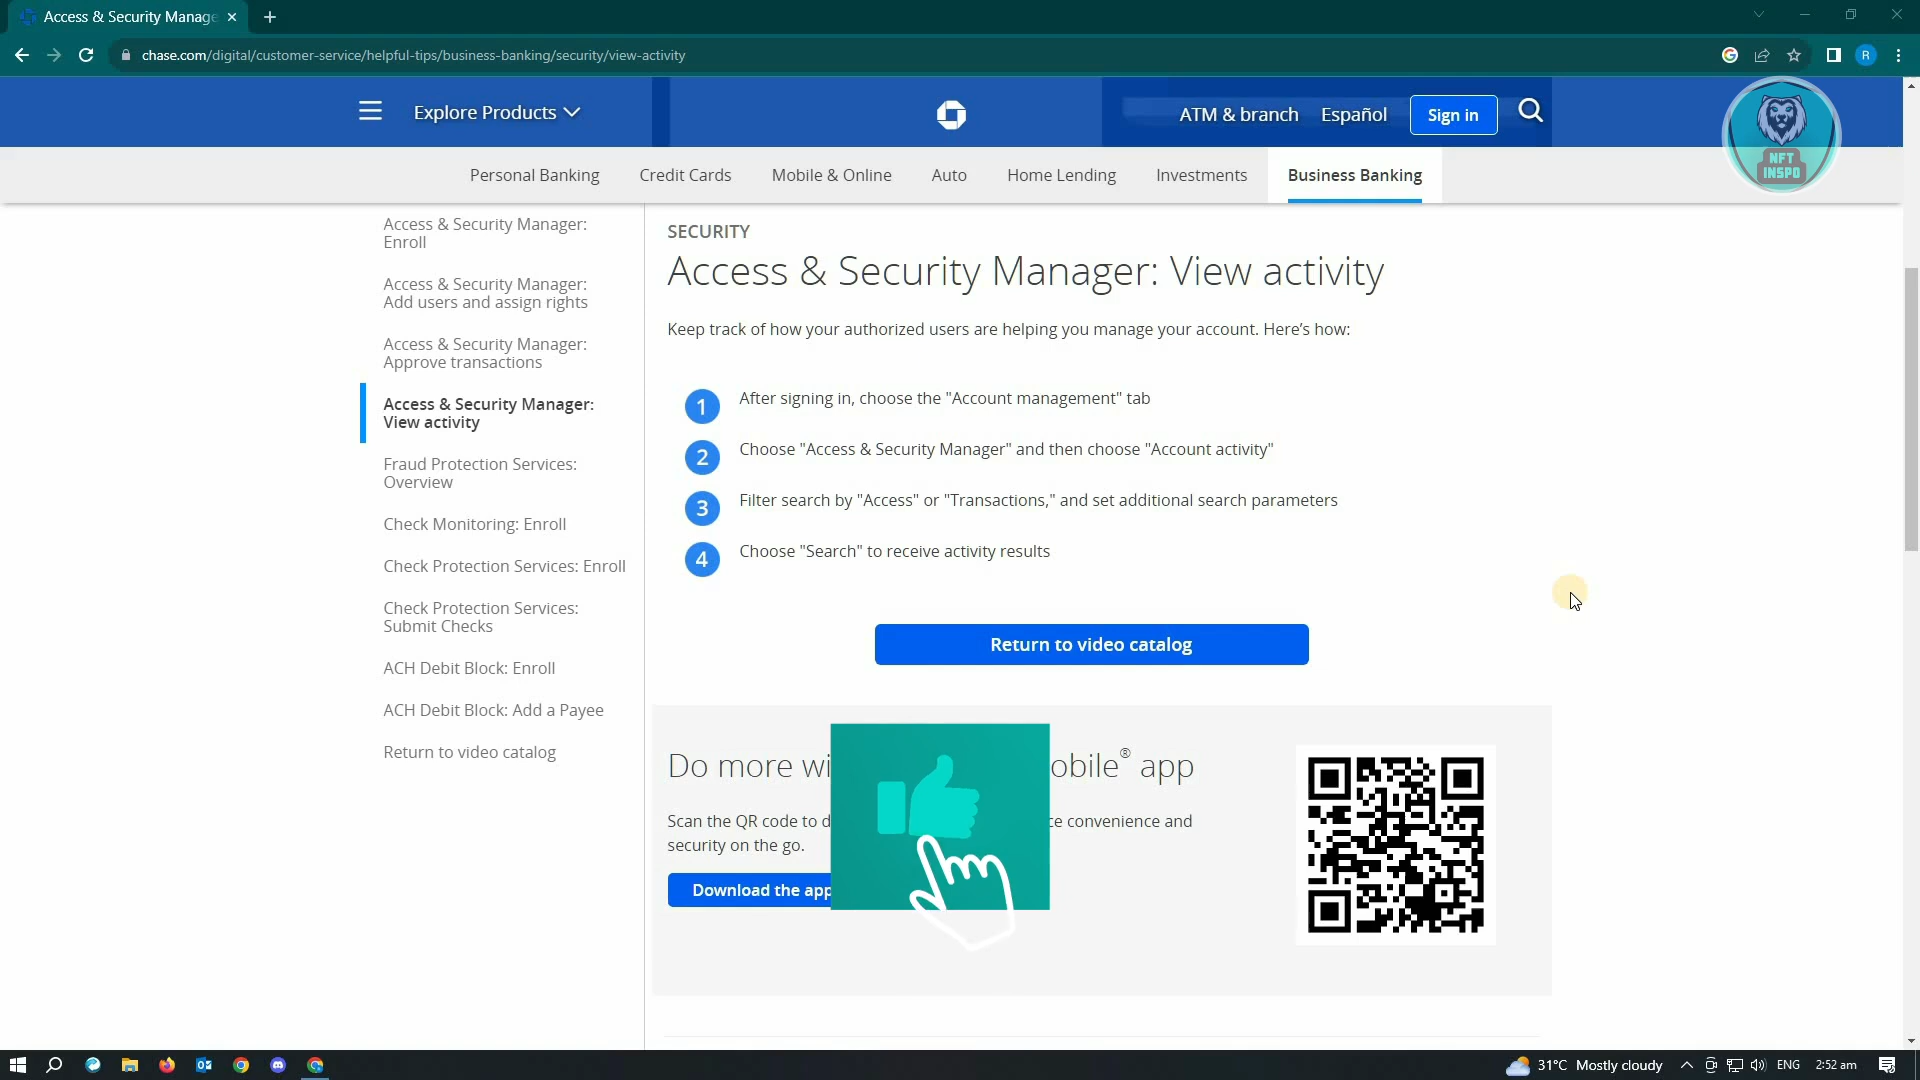 Access & Security Manage
chase.com/digital/customer-service/helpful-tips/business-banking/security/view-activity
R
Explore Products
ATM & branch
Español
Sign in
NFT
INSPO
Personal Banking
Credit Cards
Mobile & Online
Auto
Home Lending
Investments
Business Banking
Access & Security Manager:
Enroll
Access & Security Manager:
Add users and assign rights
Access & Security Manager:
Approve transactions
Access & Security Manager:
View activity
Fraud Protection Services:
Overview
Check Monitoring: Enroll
Check Protection Services: Enroll
Check Protection Services:
Submit Checks
ACH Debit Block: Enroll
ACH Debit Block: Add a Payee
Return to video catalog
SECURITY
Access & Security Manager: View activity
Keep track of how your authorized users are helping you manage your account. Here’s how:
1 After signing in, choose the "Account management" tab
2 Choose "Access & Security Manager" and then choose "Account activity"
3 Filter search by "Access" or "Transactions," and set additional search parameters
4 Choose "Search" to receive activity results
Return to video catalog
Do more wi obile® app
Scan the QR code to d ce convenience and
security on the go.
Download the app
31°C Mostly cloudy
ENG
2:52 am